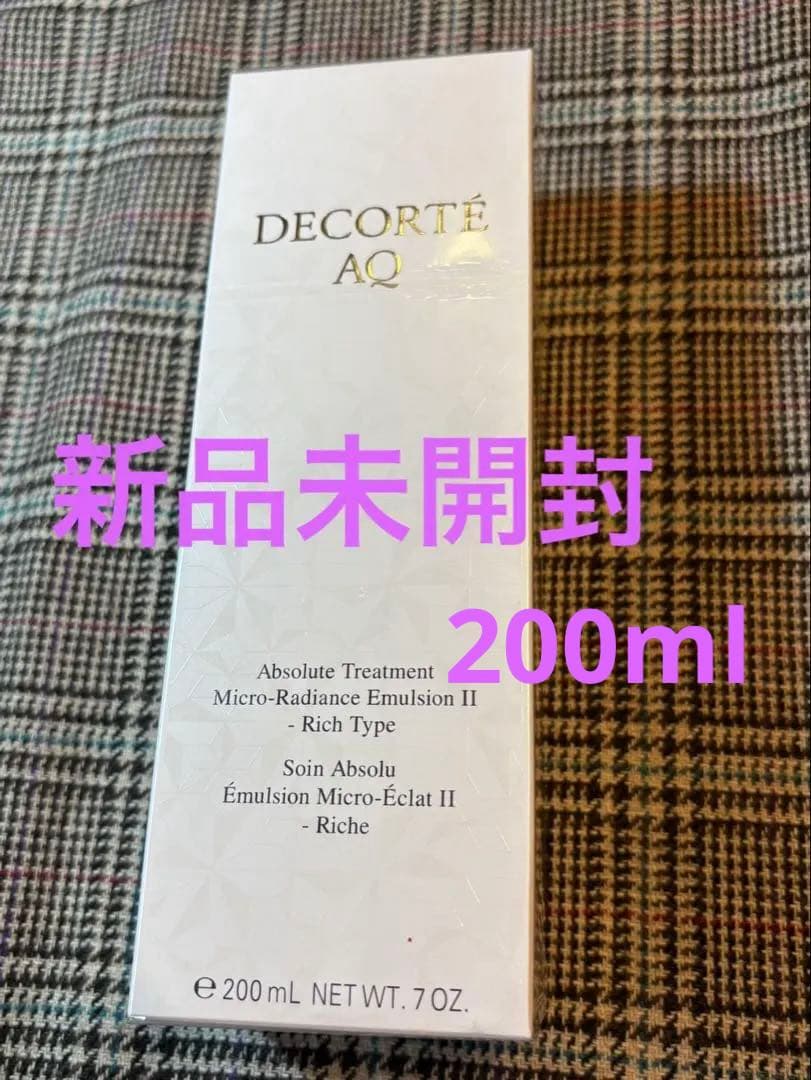 DECORTÉ
AQ
新品未開封
200ml
Absolute Treatment
Micro-Radiance Emulsion II
- Rich Type
Soin Absolu
Émulsion Micro-Éclat II
- Riche
℮ 200 mL NET WT. 7 OZ.